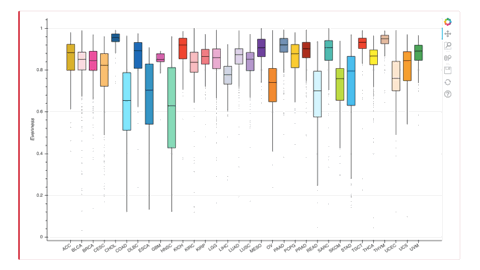 1
0.8
0.6
0.4
0.2
0
Evenness
ACC
BLCA
BRCA
CESC
CHOL
COAD
DLBC
ESCA
GBM
HNSC
KICH
KIRC
KIRP
LGG
LIHC
LUAD
LUSC
MESO
OV
PAAD
PCPG
PRAD
READ
SARC
SKCM
STAD
TGCT
THCA
THYM
UCEC
UCS
UVM